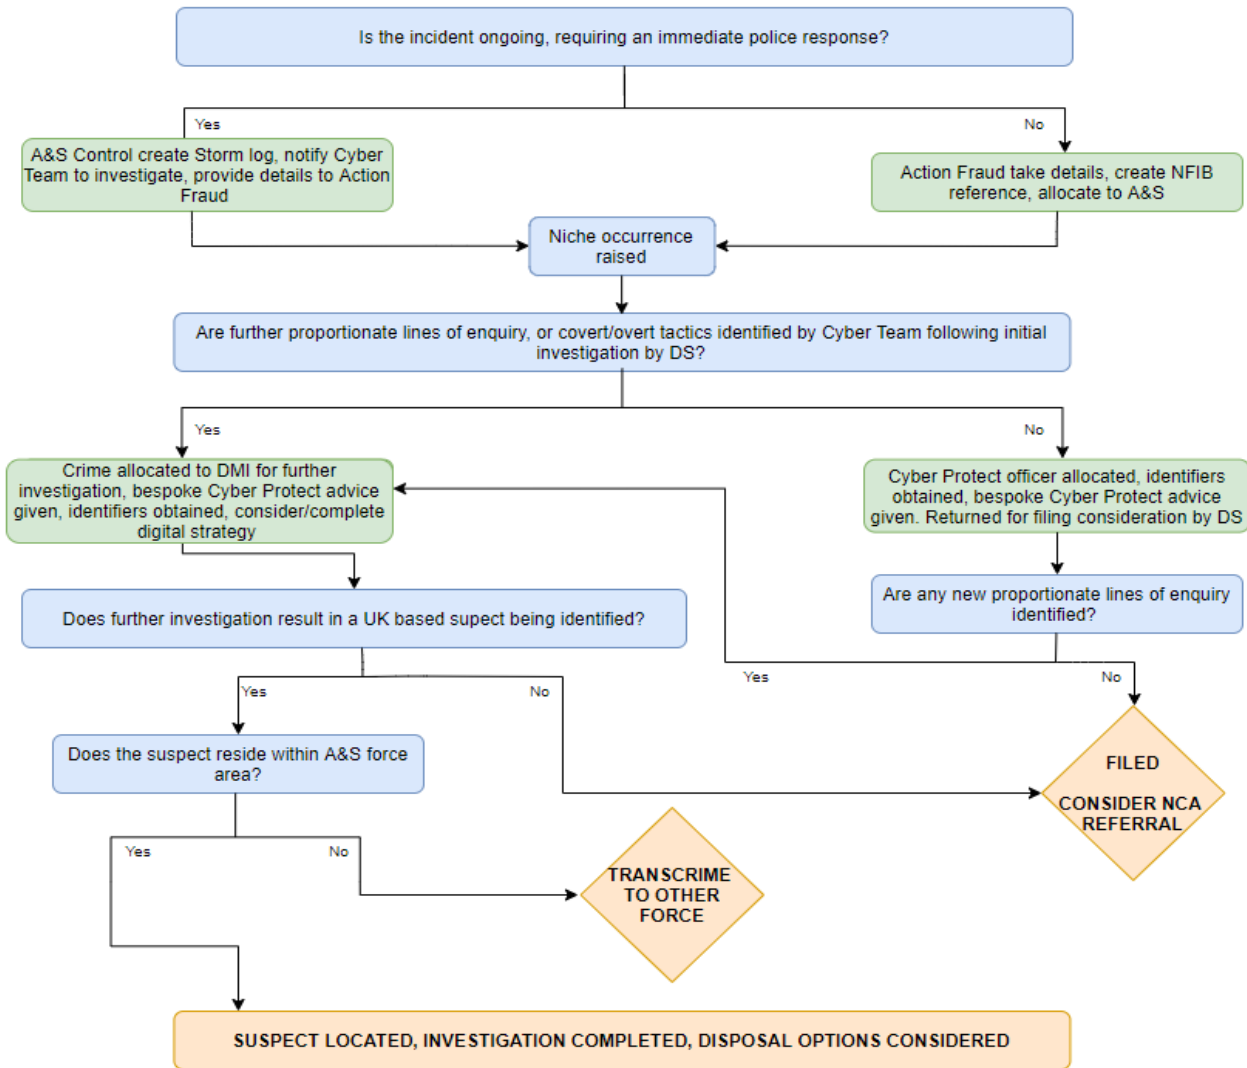 Is the incident ongoing, requiring an immediate police response?
Yes
No
A&S Control create Storm log, notify Cyber
Team to investigate, provide details to Action
Fraud
Action Fraud take details, create NFIB
reference, allocate to A&S
Niche occurrence
raised
Are further proportionate lines of enquiry, or covert/overt tactics identified by Cyber Team following initial
investigation by DS?
Yes
No
Crime allocated to DMI for further
investigation, bespoke Cyber Protect advice
given, identifiers obtained, consider/complete
digital strategy
Cyber Protect officer allocated, identifiers
obtained, bespoke Cyber Protect advice
given. Returned for filing consideration by DS
Does further investigation result in a UK based supect being identified?
Are any new proportionate lines of enquiry
identified?
Yes
No
Yes
No
Does the suspect reside within A&S force
area?
FILED
CONSIDER NCA
REFERRAL
Yes
No
TRANSCRIME
TO OTHER
FORCE
SUSPECT LOCATED, INVESTIGATION COMPLETED, DISPOSAL OPTIONS CONSIDERED